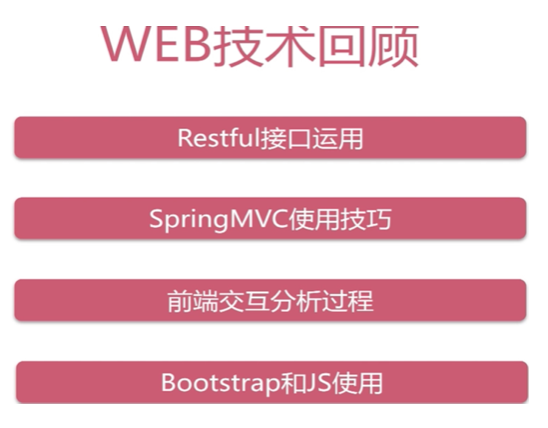 WEB技术回顾
Restful接口运用
SpringMVC使用技巧
前端交互分析过程
Bootstrap和JS使用